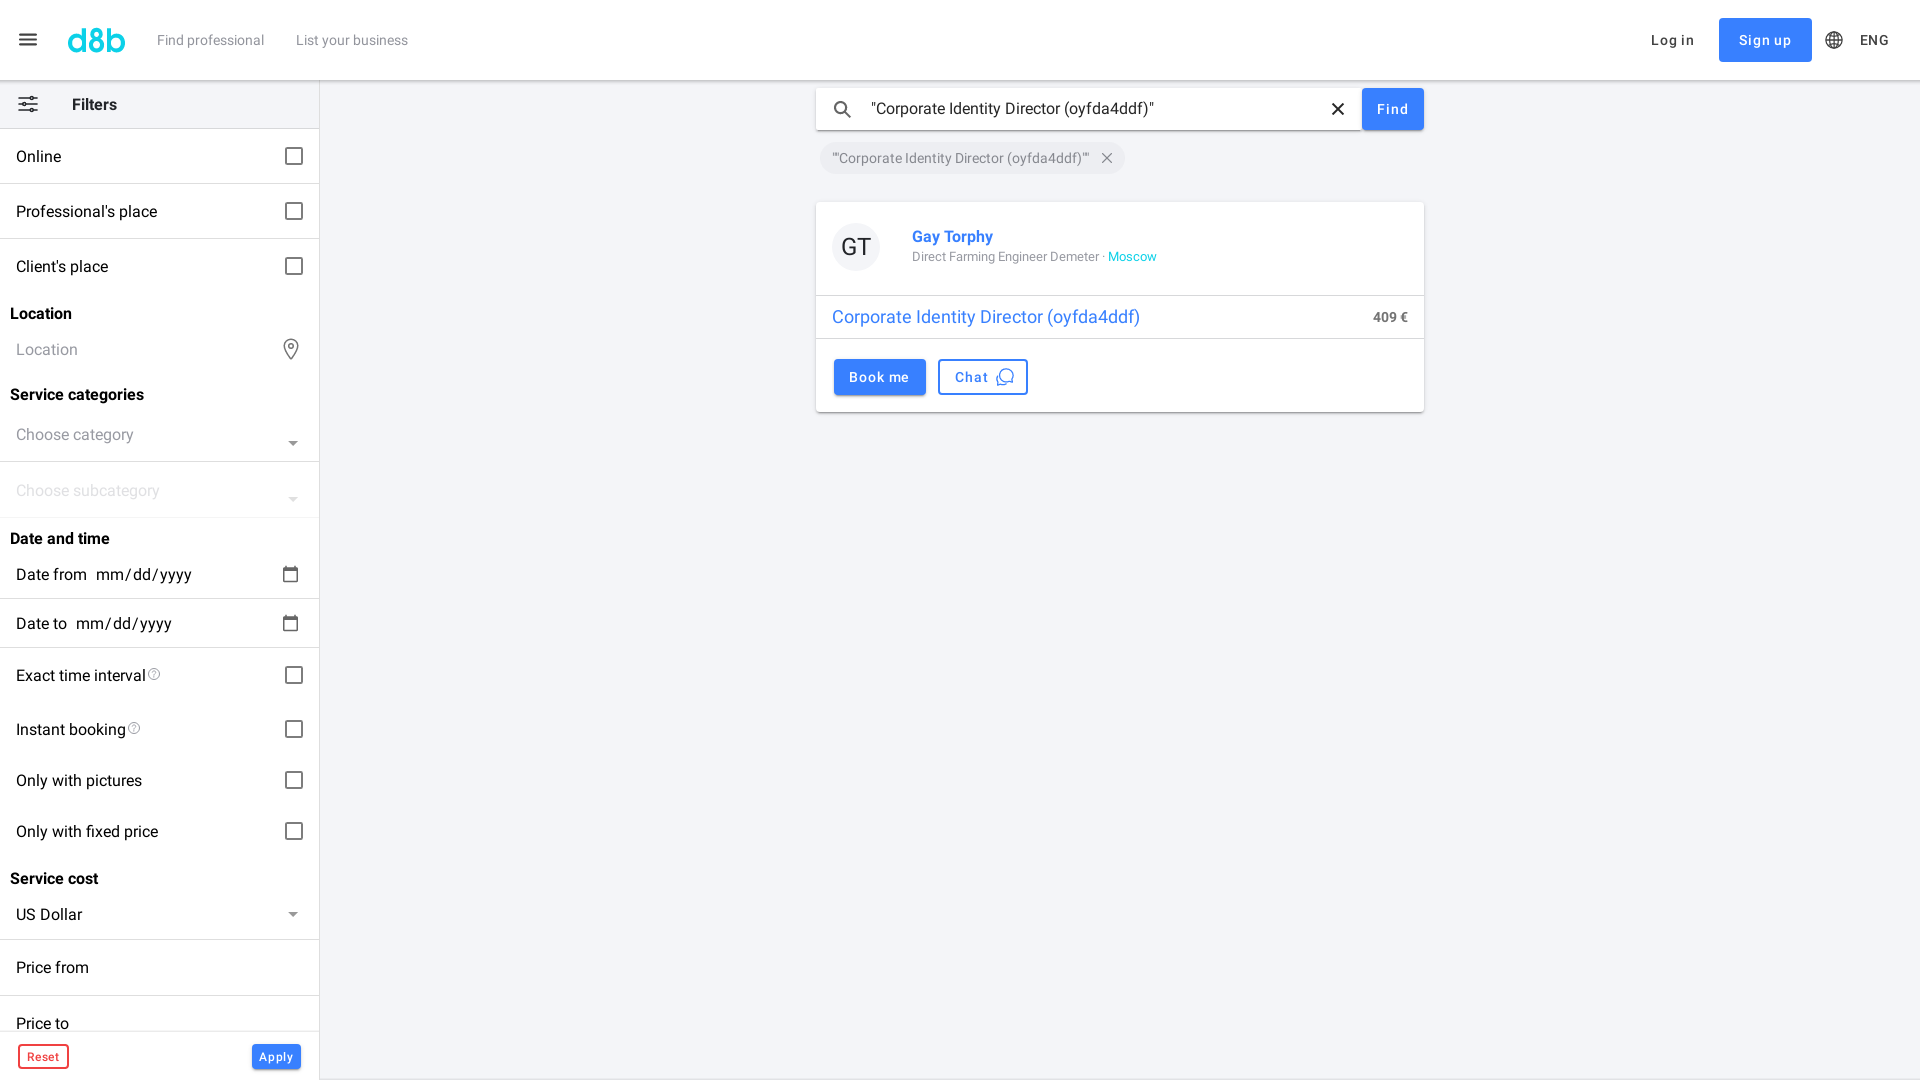 d8b
Find professional
List your business
Log in
Sign up
ENG
Filters
Online
Professional's place
Client's place
Location
Location
Service categories
Choose category
Choose subcategory
Date and time
Date from mm/dd/yyyy
Date to mm/dd/yyyy
Exact time interval
Instant booking
Only with pictures
Only with fixed price
Service cost
US Dollar
Price from
Price to
Reset
Apply
"Corporate Identity Director (oyfda4ddf)"
Find
""Corporate Identity Director (oyfda4ddf)""
GT
Gay Torphy
Direct Farming Engineer Demeter · Moscow
Corporate Identity Director (oyfda4ddf)
409 €
Book me
Chat